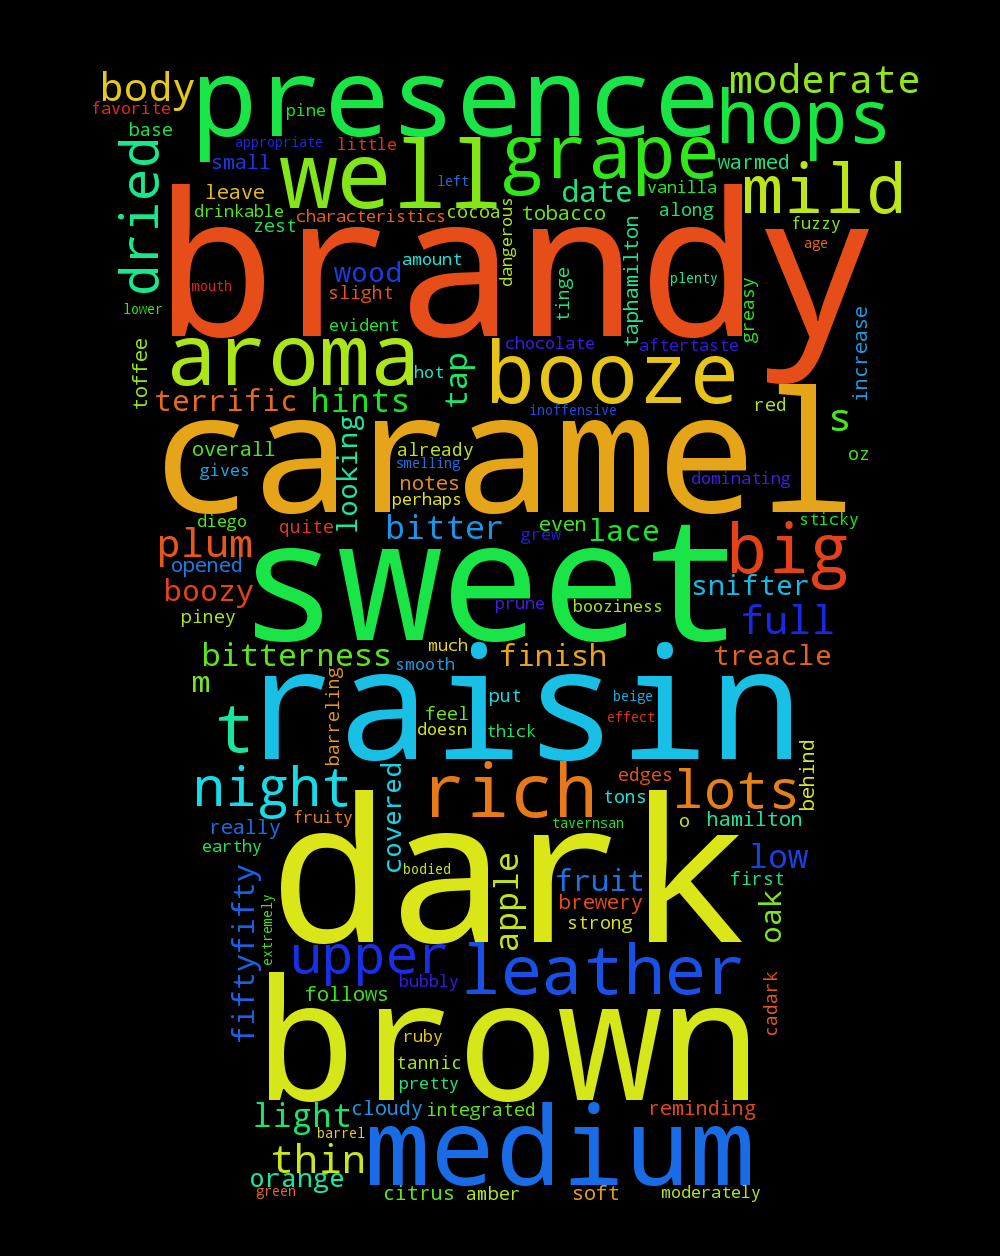 presence
body
moderate
hops
favorite
pine
base
appropriate
little
well
grape
dried
small
left
warmed
mild
leave
date
vanilla
drinkable
characteristics
cocoa
tobacco
along
zest
fuzzy
dangerous
taphamilton
brandy
age
wood
amount
mouth
slight
tinge
plenty
greasy
lower
evident
increase
toffee
aroma
chocolate
aftertaste
tap
hot
booze
terrific
hints
inoffensive
red
s
looking
caramel
overall
already
gives
smelling
oz
notes
dominating
perhaps
diego
quite
bitter
even
lace
sticky
grew
plum
big
opened
sweet
snifter
boozy
prune
booziness
piney
full
bitterness
much
finish
treacle
smooth
m
barreling
raisin
put
beige
feel
effect
t
doesn
thick
night
covered
rich
edges
lots
behind
tons
fruity
really
tavernsan
o
hamilton
earthy
dark
low
bodied
apple
fruit
first
fiftyfifty
extremely
brewery
strong
oak
upper
leather
bubbly
follows
cadark
brown
ruby
tannic
pretty
light
cloudy
integrated
reminding
medium
barrel
thin
orange
green
citrus
amber
soft
moderately